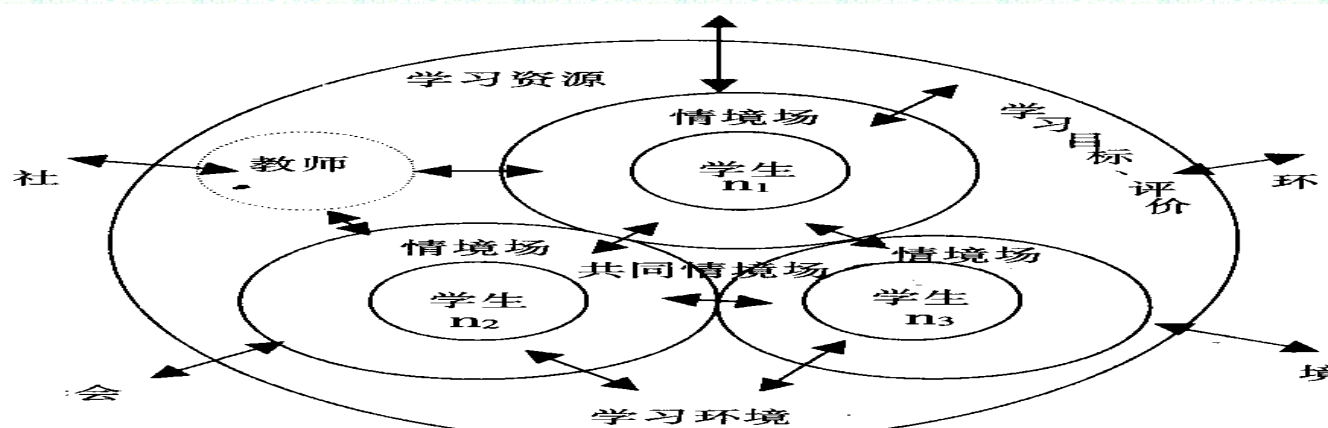 学习资源
情境场
学生
n₁
学习目标、评价
教师
社
环
情境场
学生
n₂
共同情境场
情境场
学生
n₃
会
境
学习环境